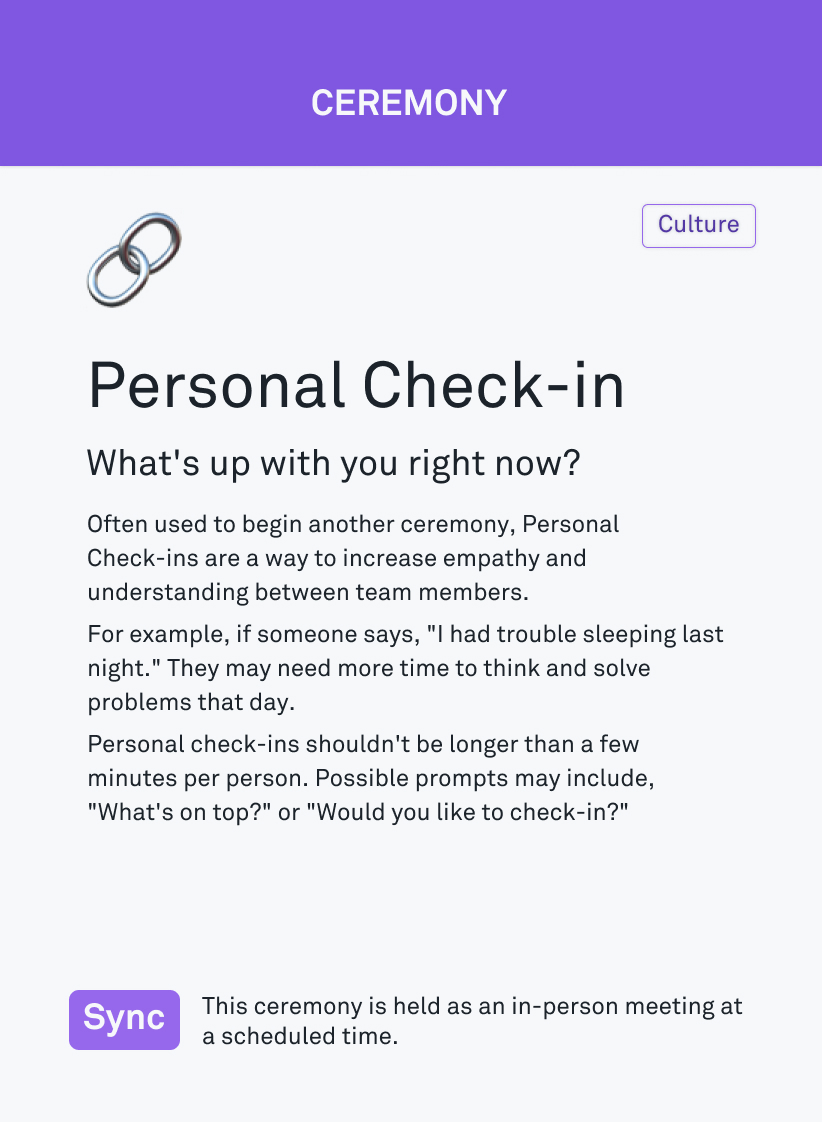 CEREMONY
Culture
Personal Check-in
What's up with you right now?
Often used to begin another ceremony, Personal
Check-ins are a way to increase empathy and
understanding between team members.
For example, if someone says, "I had trouble sleeping last
night." They may need more time to think and solve
problems that day.
Personal check-ins shouldn't be longer than a few
minutes per person. Possible prompts may include,
"What's on top?" or "Would you like to check-in?"
Sync
This ceremony is held as an in-person meeting at
a scheduled time.